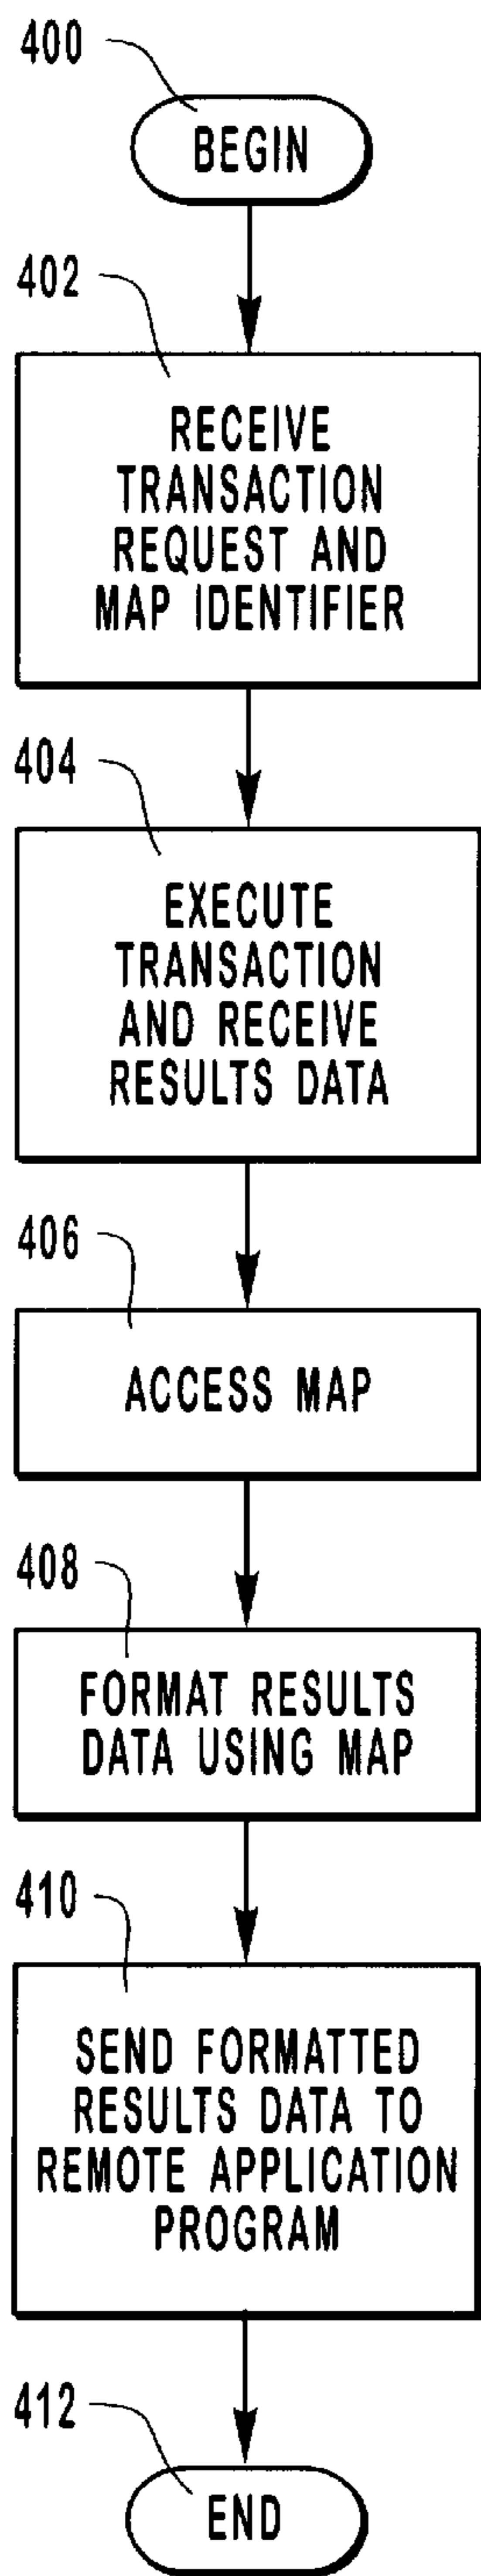 400
BEGIN
402
RECEIVE
TRANSACTION
REQUEST AND
MAP IDENTIFIER
404
EXECUTE
TRANSACTION
AND RECEIVE
RESULTS DATA
406
ACCESS MAP
408
FORMAT RESULTS
DATA USING MAP
410
SEND FORMATTED
RESULTS DATA TO
REMOTE APPLICATION
PROGRAM
412
END